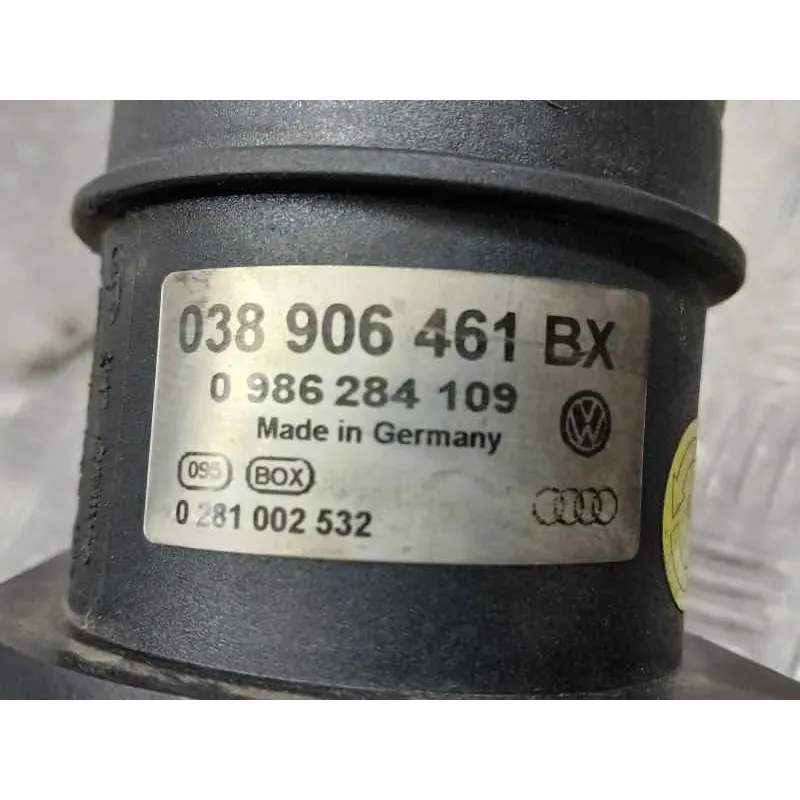 038 906 461 BX
0 986 284 109
Made in Germany
095 BOX
0 281 002 532